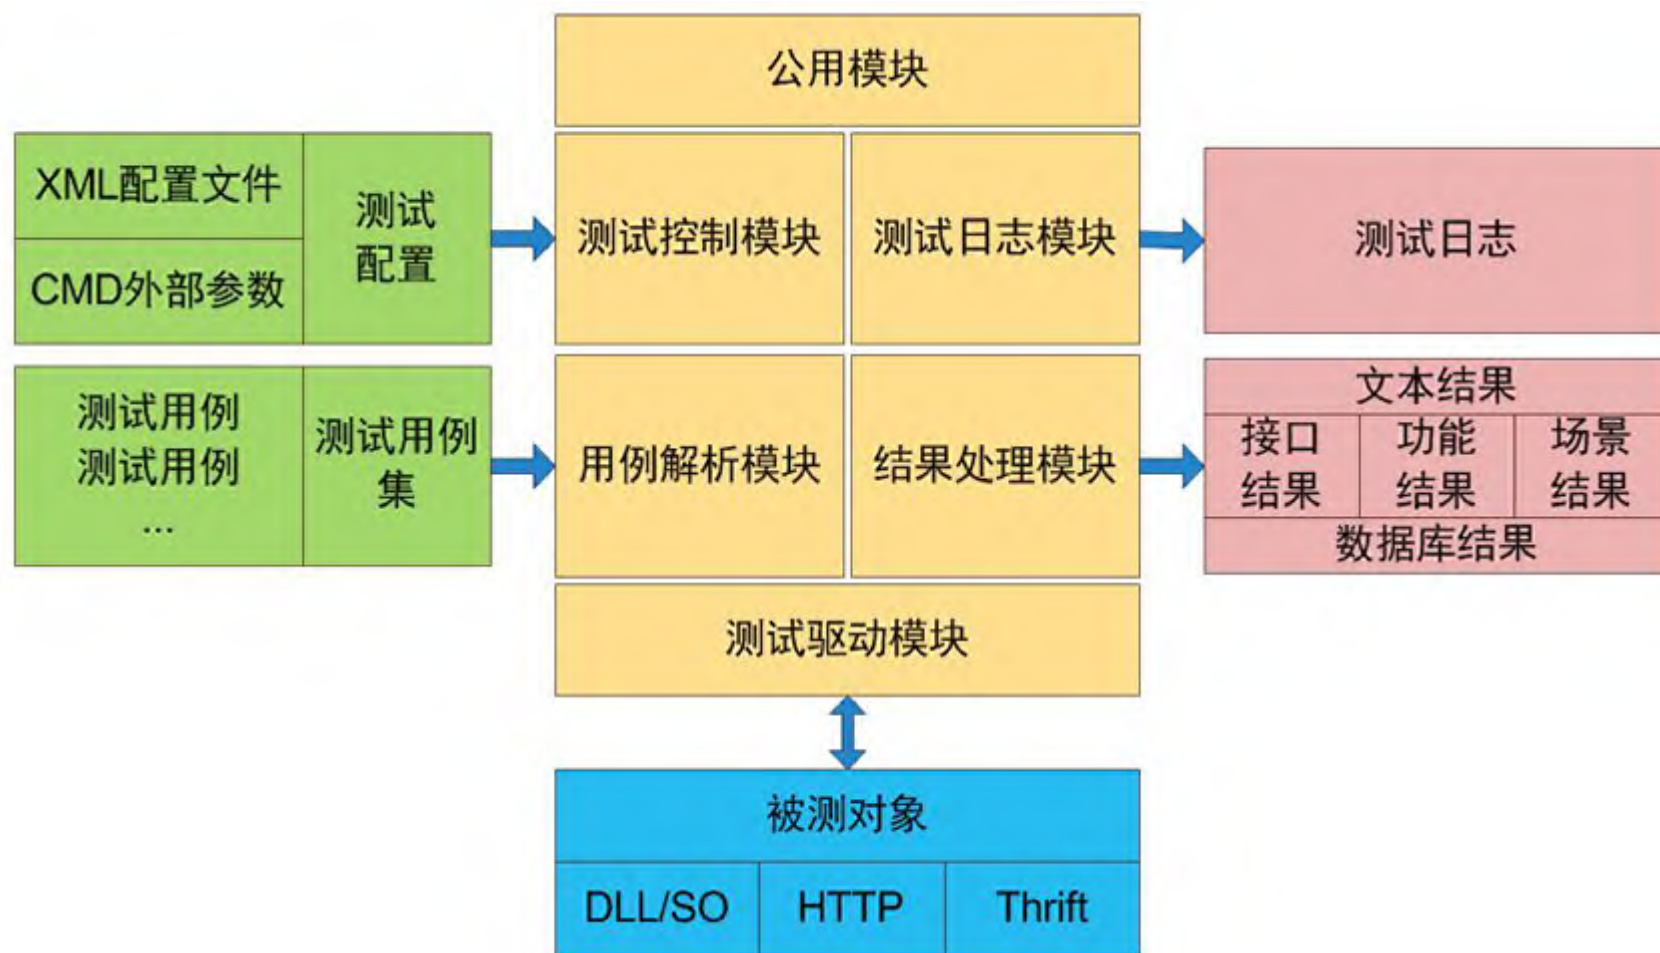 公用模块
XML配置文件
CMD外部参数
测试
配置
测试控制模块
测试日志模块
测试日志
测试用例
测试用例
...
测试用例
集
用例解析模块
结果处理模块
文本结果
接口
结果
功能
结果
场景
结果
数据库结果
测试驱动模块
被测对象
DLL/SO
HTTP
Thrift